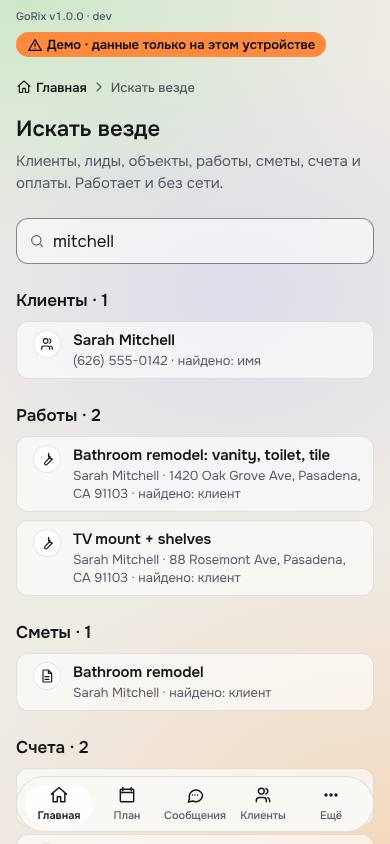 GoRix v1.0.0 · dev
Демо · данные только на этом устройстве
Главная > Искать везде
Искать везде
Клиенты, лиды, объекты, работы, сметы, счета и
оплаты. Работает и без сети.
mitchell
Клиенты · 1
Sarah Mitchell
(626) 555-0142 · найдено: имя
Работы · 2
Bathroom remodel: vanity, toilet, tile
Sarah Mitchell · 1420 Oak Grove Ave, Pasadena,
CA 91103 · найдено: клиент
TV mount + shelves
Sarah Mitchell · 88 Rosemont Ave, Pasadena,
CA 91103 · найдено: клиент
Сметы · 1
Bathroom remodel
Sarah Mitchell · найдено: клиент
Счета · 2
Главная План Сообщения Клиенты Ещё